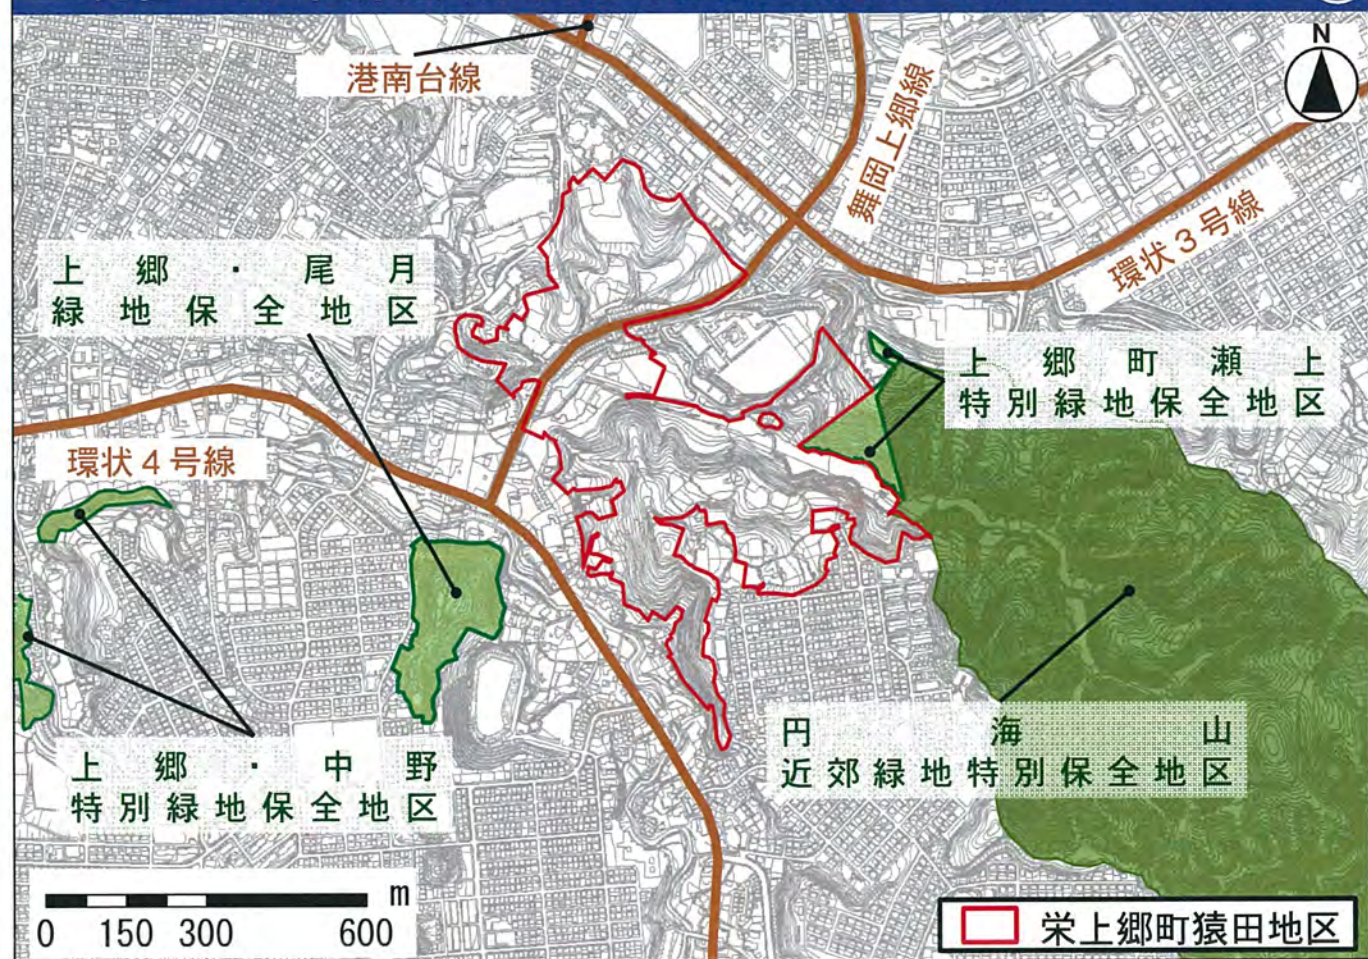 港南台線
N
舞岡上郷線
環状3号線
上郷・尾月
緑地保全地区
上郷町瀬上
特別緑地保全地区
環状4号線
円海山
近郊緑地特別保全地区
上郷・中野
特別緑地保全地区
m
0 150 300 600
栄上郷町猿田地区